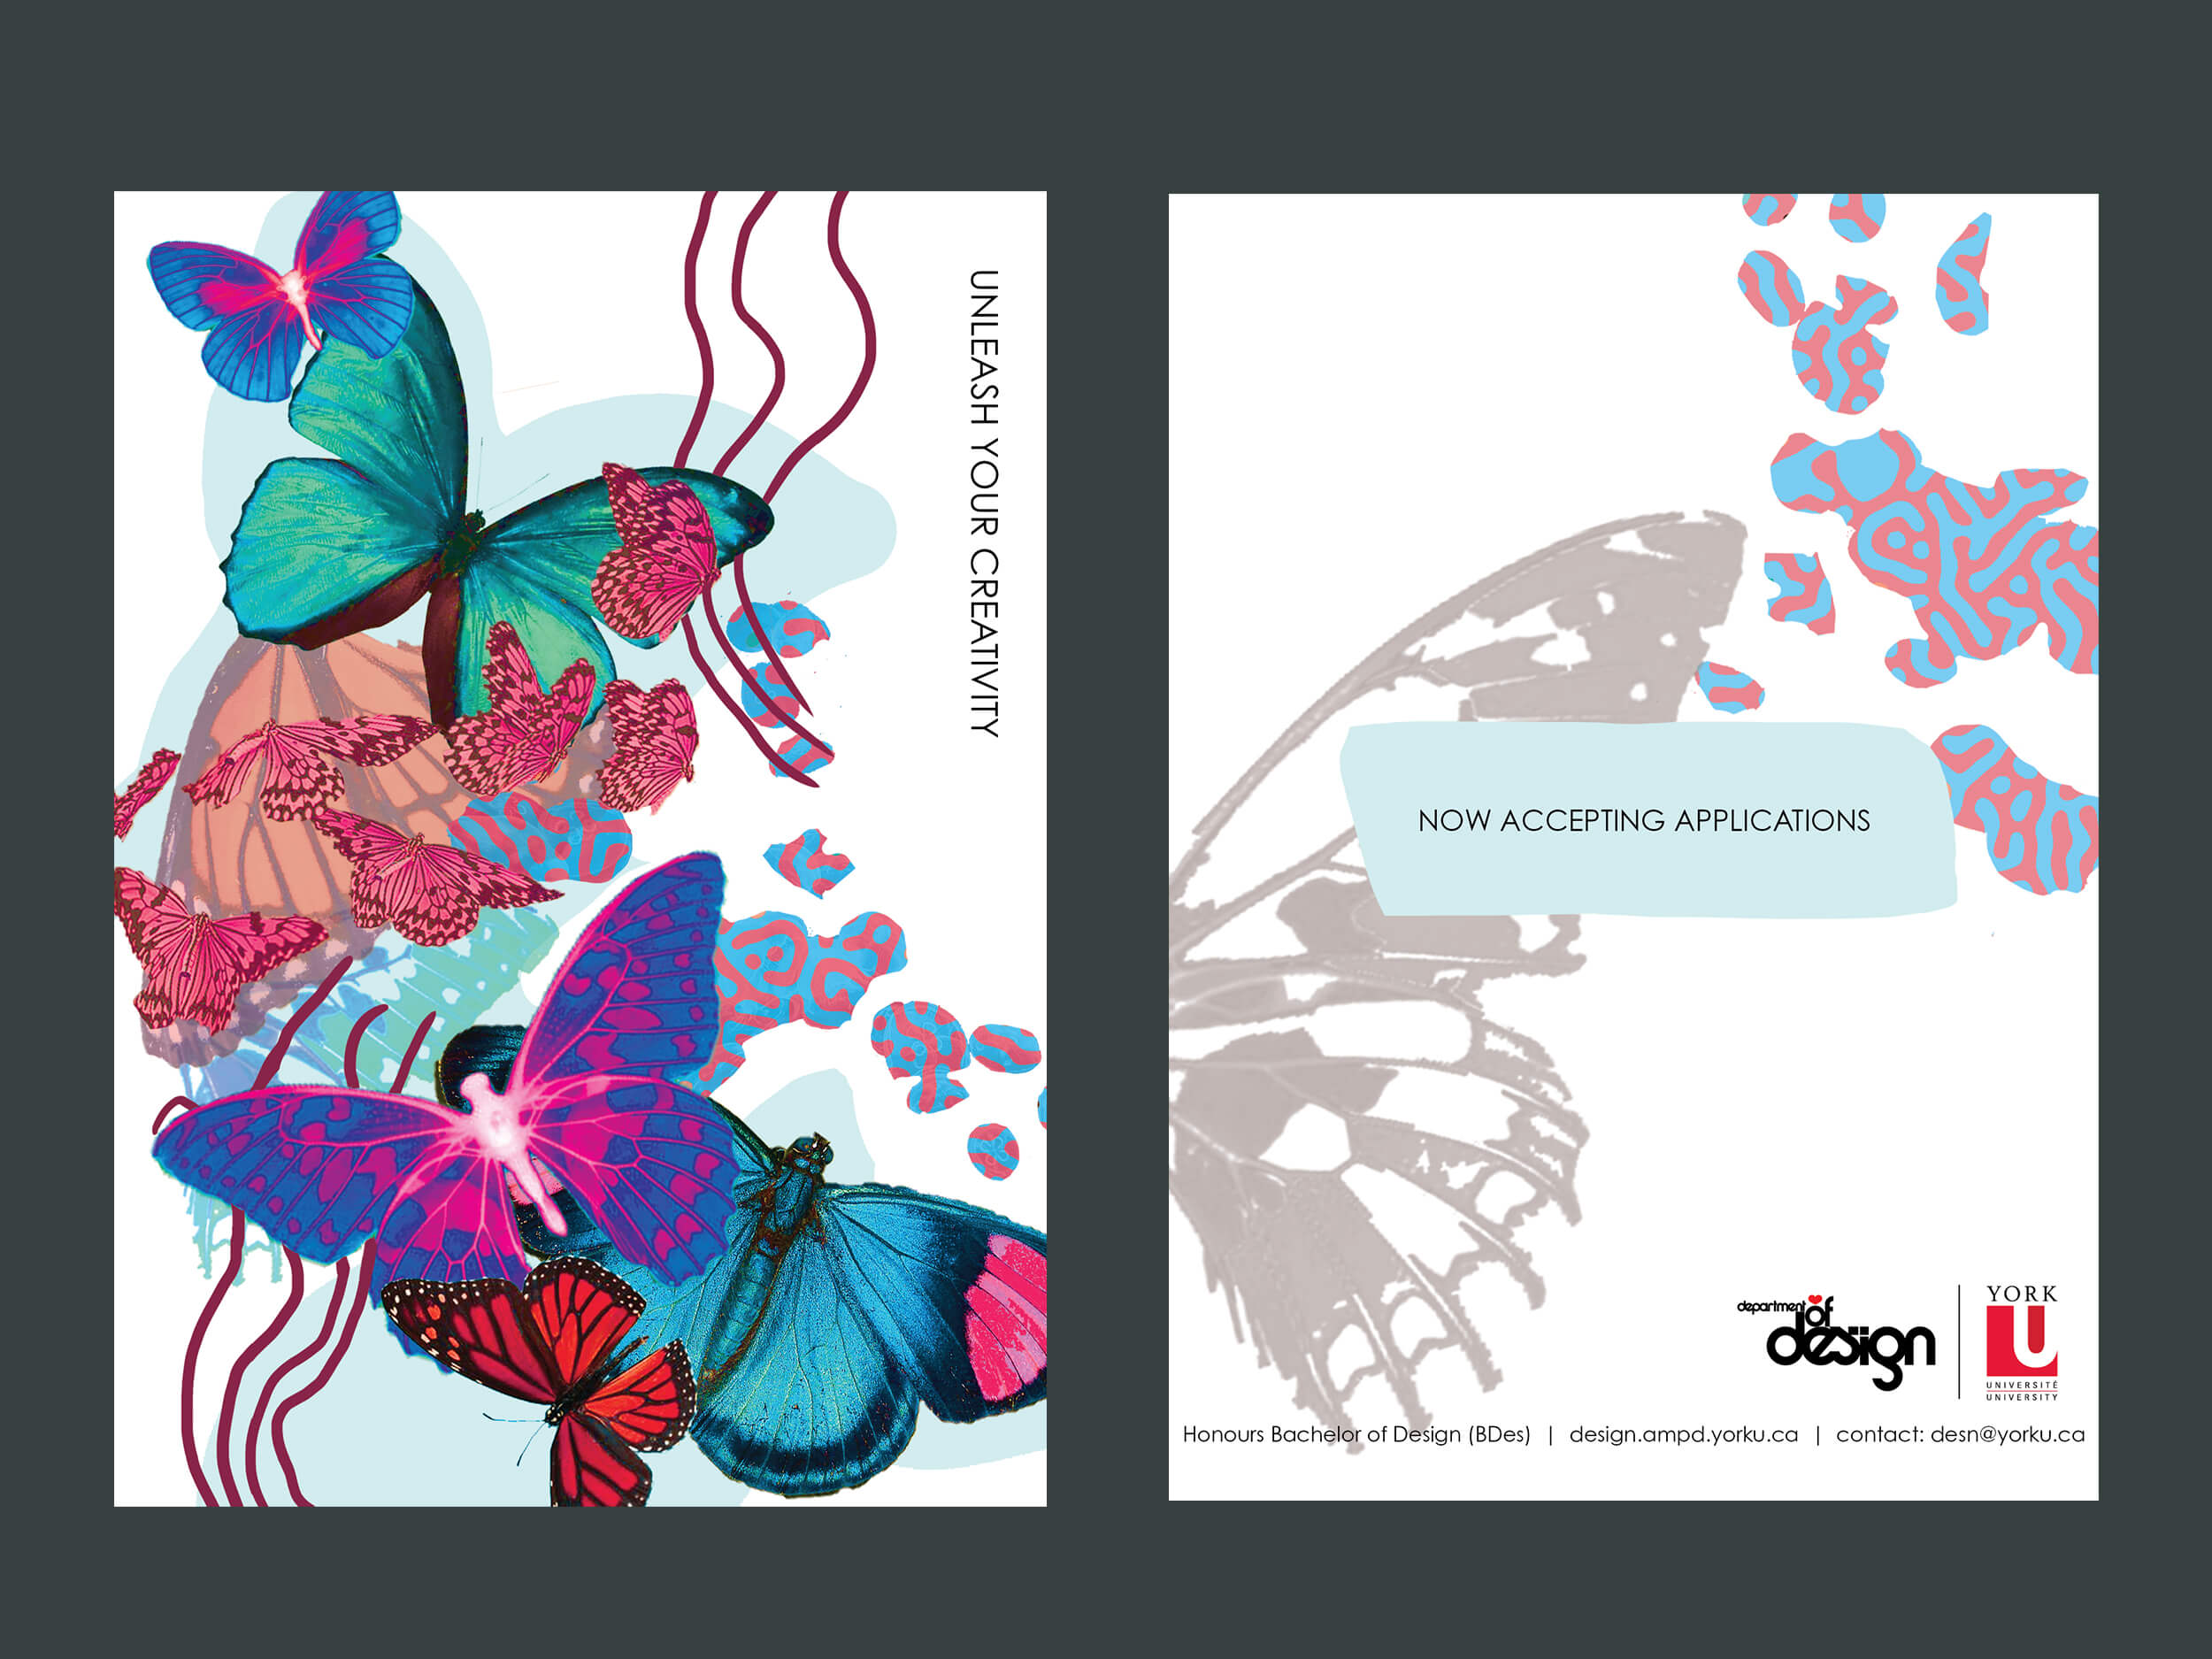 UNLEASH YOUR CREATIVITY
NOW ACCEPTING APPLICATIONS
department of
design
YORK
U
UNIVERSITÉ
UNIVERSITY
Honours Bachelor of Design (BDes) | design.ampd.yorku.ca | contact: desn@yorku.ca